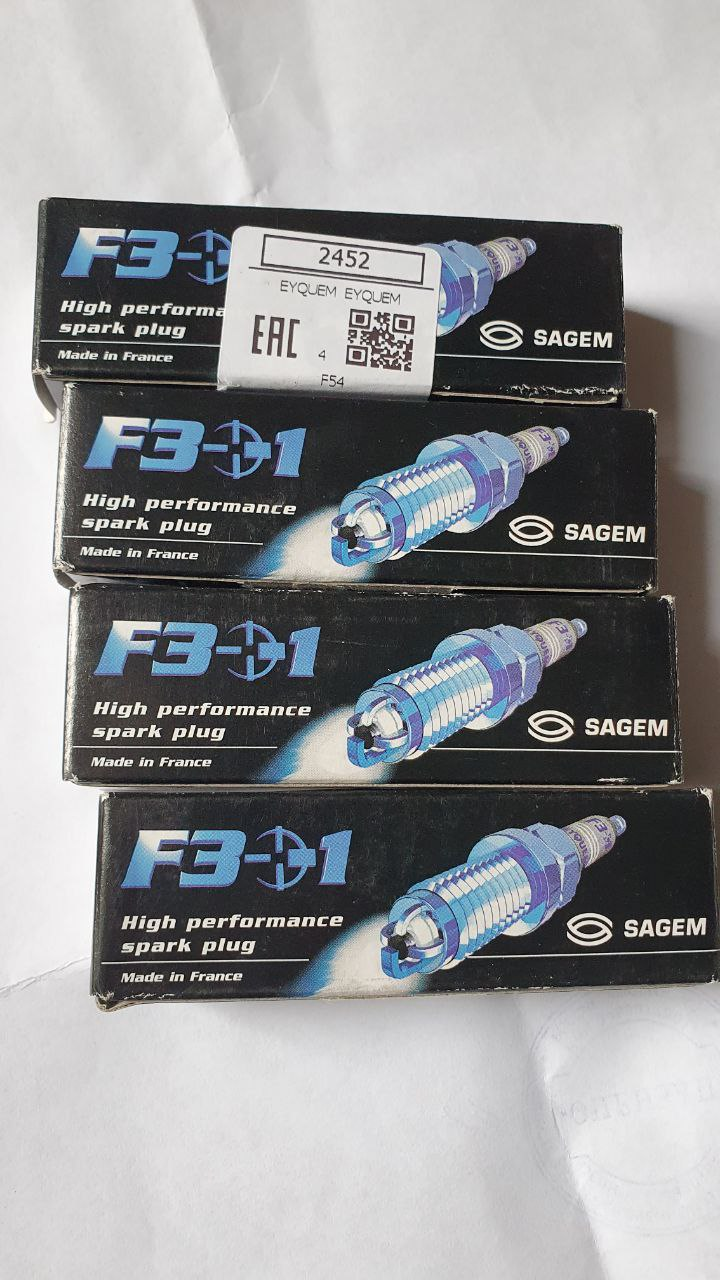 F3-
2452
EYQUEM EYQUEM
High performa
spark plug
EAC
4
F54
SAGEM
Made in France
F3-1
High performance
spark plug
SAGEM
Made in France
F3-1
High performance
spark plug
SAGEM
Made in France
F3-1
High performance
spark plug
SAGEM
Made in France